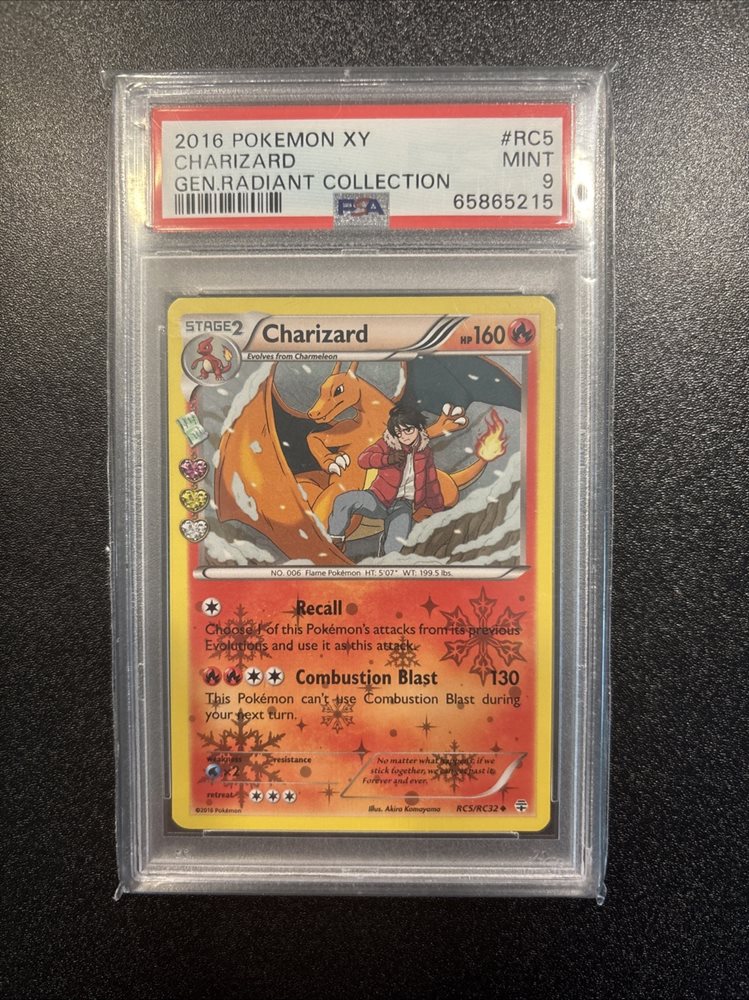 2016 POKEMON XY #RC5
CHARIZARD MINT
GEN.RADIANT COLLECTION 9
PSA 65865215
STAGE2 Charizard HP160
Evolves from Charmeleon
NO. 006 Flame Pokémon HT: 5'07" WT: 199.5 lbs.
Recall
Choose 1 of this Pokémon's attacks from its previous
Evolutions and use it as this attack.
Combustion Blast 130
This Pokémon can't use Combustion Blast during
your next turn.
weakness resistance
×2
No matter what happens, if we
stick together, we can get past it.
Forever and ever.
retreat
©2016 Pokémon Illus. Akira Komayama RC5/RC32